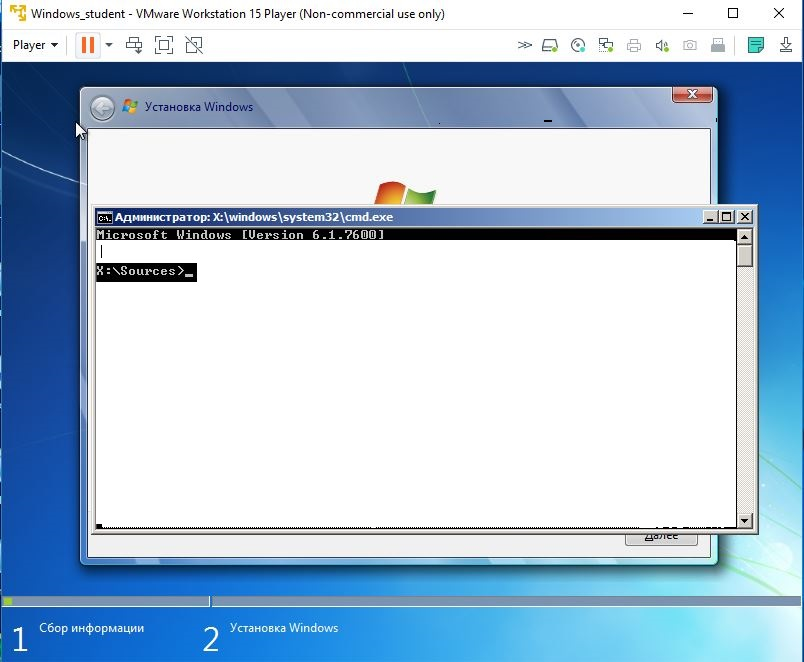 Windows_student - VMware Workstation 15 Player (Non-commercial use only)
Player
Установка Windows
Администратор: X:\windows\system32\cmd.exe
Microsoft Windows [Version 6.1.7600]
X:\Sources>_
Далее
1 Сбор информации
2 Установка Windows